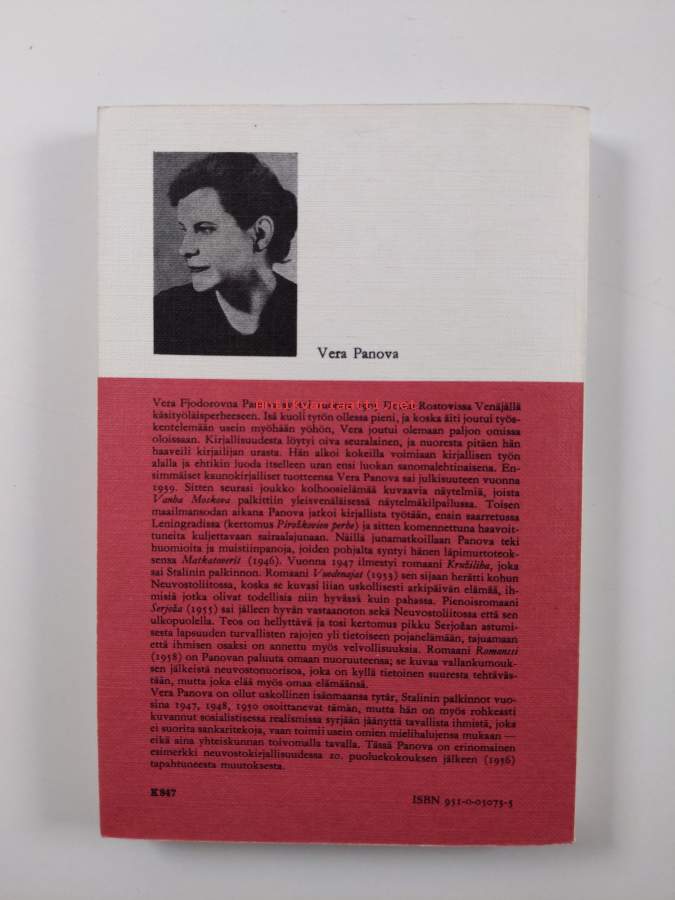 Vera Panova
Vera Fjodorovna Rostovissa Venäjällä
käsityöläisperheeseen. Isä kuoli tytön ollessa pieni, ja koska äiti joutui työs-
kentelemään usein myöhään yöhön, Vera joutui olemaan paljon omissa
oloissaan. Kirjallisuudesta löytyi oiva seuralainen, ja nuoresta pitäen hän
haaveili kirjailijan urasta. Hän alkoi kokeilla voimiaan kirjallisen työn
alalla ja ehtikin luoda itselleen uran ensi luokan sanomalehtinaisena. En-
simmäiset kaunokirjalliset tuotteensa Vera Panova sai julkisuuteen vuonna
1939. Sitten seurasi joukko kolhoosielämää kuvaavia näytelmiä, joista
Vanha Moskova palkittiin yleisvenäläisessä näytelmäkilpailussa. Toisen
maailmansodan aikana Panova jatkoi kirjallista työtään, ensin saarretussa
Leningradissa (kertomus Piroškovien perhe) ja sitten komennettuna haavoit-
tuneita kuljettavaan sairaalajunaan. Näillä junamatkoillaan Panova teki
huomioita ja muistiinpanoja, joiden pohjalta syntyi hänen läpimurtoteok-
sensa Matkatoverit (1946). Vuonna 1947 ilmestyi romaani Kružiliha, joka
sai Stalinin palkinnon. Romaani Vuodenajat (1953) sen sijaan herätti kohun
Neuvostoliitossa, koska se kuvasi liian uskollisesti arkipäivän elämää, ih-
misiä jotka olivat todellisia niin hyvässä kuin pahassa. Pienoisromaani
Serjoža (1955) sai jälleen hyvän vastaanoton sekä Neuvostoliitossa että sen
ulkopuolella. Teos on hellyttävä ja tosi kertomus pikku Serjožan astumi-
sesta lapsuuden turvallisten rajojen yli tietoiseen pojanelämään, tajuamaan
että ihmisen osaksi on annettu myös velvollisuuksia. Romaani Romanssi
(1958) on Panovan paluuta omaan nuoruuteensa; se kuvaa vallankumouk-
sen jälkeistä neuvostonuorisoa, joka on kyllä tietoinen suuresta tehtäväs-
tään, mutta joka elää myös omaa elämäänsä.
Vera Panova on ollut uskollinen isänmaansa tytär, Stalinin palkinnot vuo-
sina 1947, 1948, 1950 osoittanevat tämän, mutta hän on myös rohkeasti
kuvannut sosialistisessa realismissa syrjään jäänyttä tavallista ihmistä, joka
ei suorita sankaritekoja, vaan toimii usein omien mielihalujensa mukaan —
eikä aina yhteiskunnan toivomalla tavalla. Tässä Panova on erinomainen
esimerkki neuvostokirjallisuudessa 20. puoluekokouksen jälkeen (1956)
tapahtuneesta muutoksesta.
K 847 ISBN 951-0-05073-5